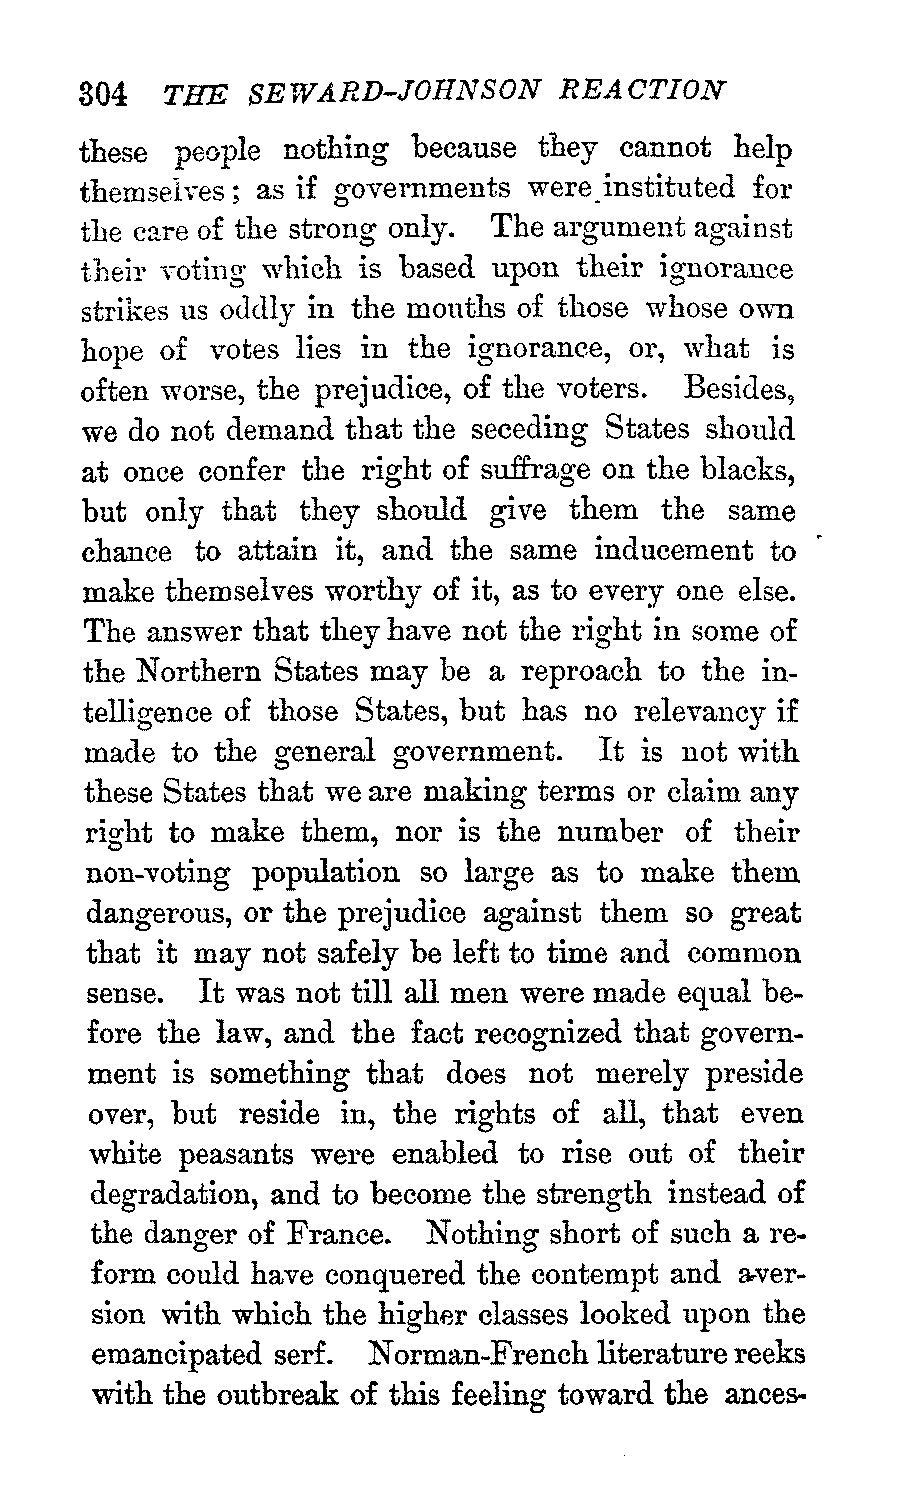 304 THE SEWARD-JOHNSON REACTION
these people nothing because they cannot help
themselves; as if governments were instituted for
the care of the strong only. The argument against
their voting which is based upon their ignorance
strikes us oddly in the mouths of those whose own
hope of votes lies in the ignorance, or, what is
often worse, the prejudice, of the voters. Besides,
we do not demand that the seceding States should
at once confer the right of suffrage on the blacks,
but only that they should give them the same
chance to attain it, and the same inducement to
make themselves worthy of it, as to every one else.
The answer that they have not the right in some of
the Northern States may be a reproach to the in-
telligence of those States, but has no relevancy if
made to the general government. It is not with
these States that we are making terms or claim any
right to make them, nor is the number of their
non-voting population so large as to make them
dangerous, or the prejudice against them so great
that it may not safely be left to time and common
sense. It was not till all men were made equal be-
fore the law, and the fact recognized that govern-
ment is something that does not merely preside
over, but reside in, the rights of all, that even
white peasants were enabled to rise out of their
degradation, and to become the strength instead of
the danger of France. Nothing short of such a re-
form could have conquered the contempt and aver-
sion with which the higher classes looked upon the
emancipated serf. Norman-French literature reeks
with the outbreak of this feeling toward the ances-